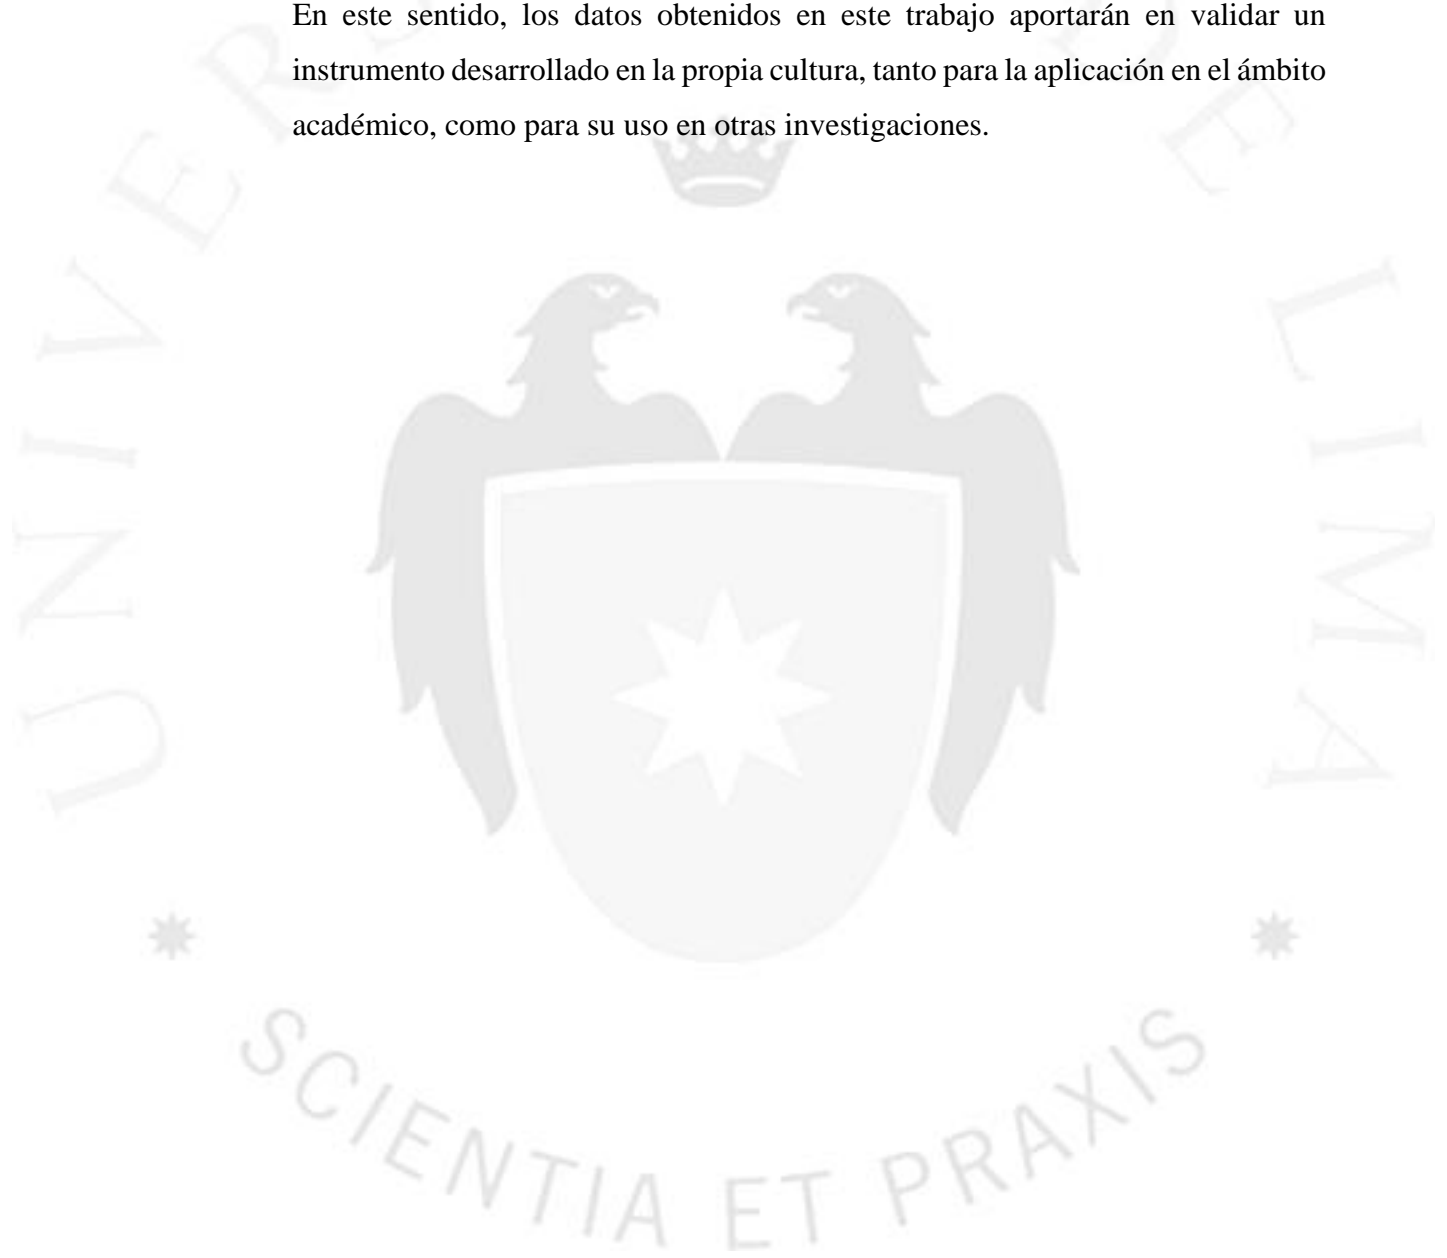 En este sentido, los datos obtenidos en este trabajo aportarán en validar un
instrumento desarrollado en la propia cultura, tanto para la aplicación en el ámbito
académico, como para su uso en otras investigaciones.
UNIVERS
DE LIMA
SCIENTIA ET PRAXIS